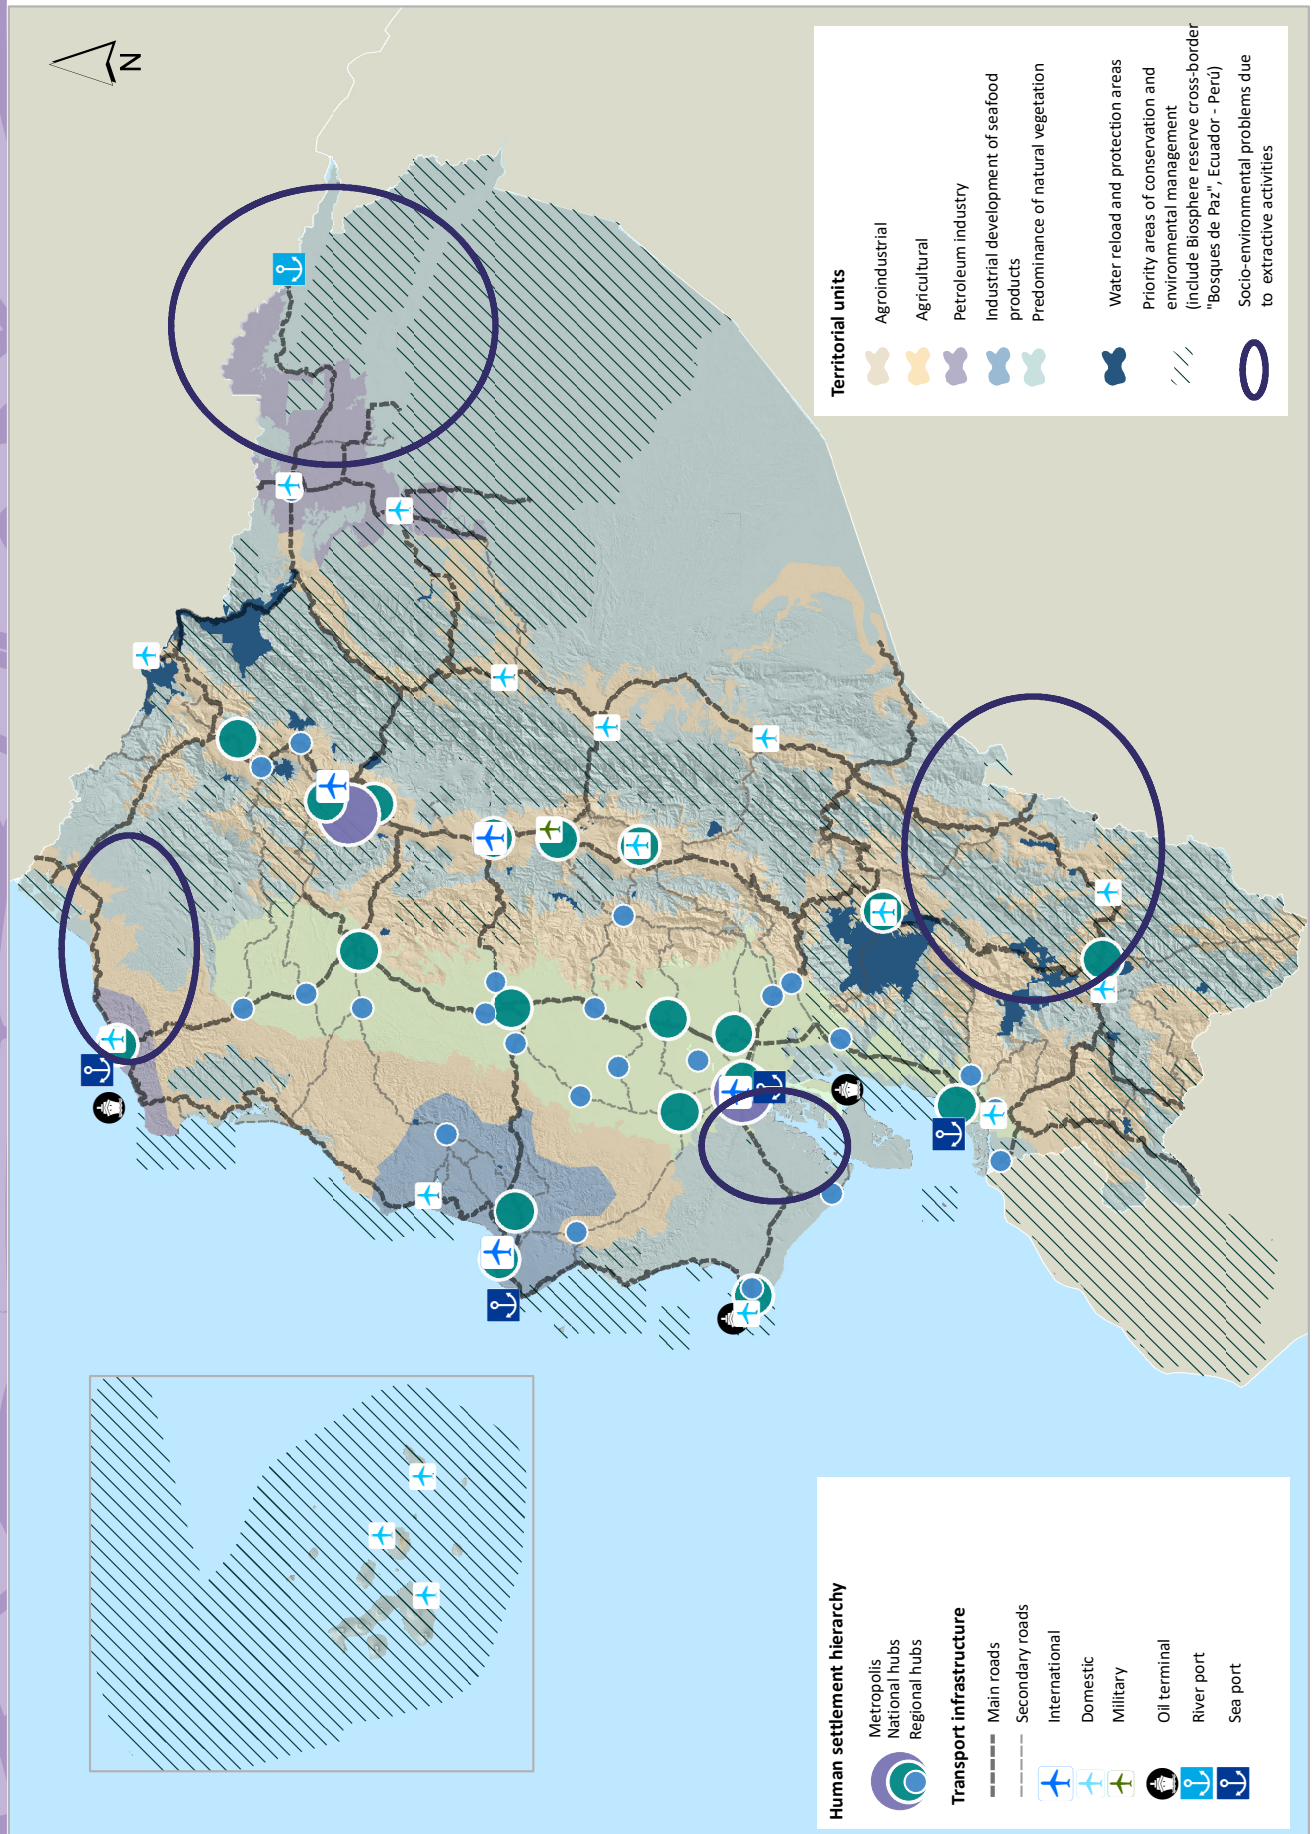 N
Territorial units
Agroindustrial
Agricultural
Petroleum industry
Industrial development of seafood
products
Predominance of natural vegetation
Water reload and protection areas
Priority areas of conservation and
environmental management
(include Biosphere reserve cross-border
"Bosques de Paz", Ecuador - Perú)
Socio-environmental problems due
to extractive activities
Human settlement hierarchy
Metropolis
National hubs
Regional hubs
Transport infrastructure
Main roads
Secondary roads
International
Domestic
Military
Oil terminal
River port
Sea port